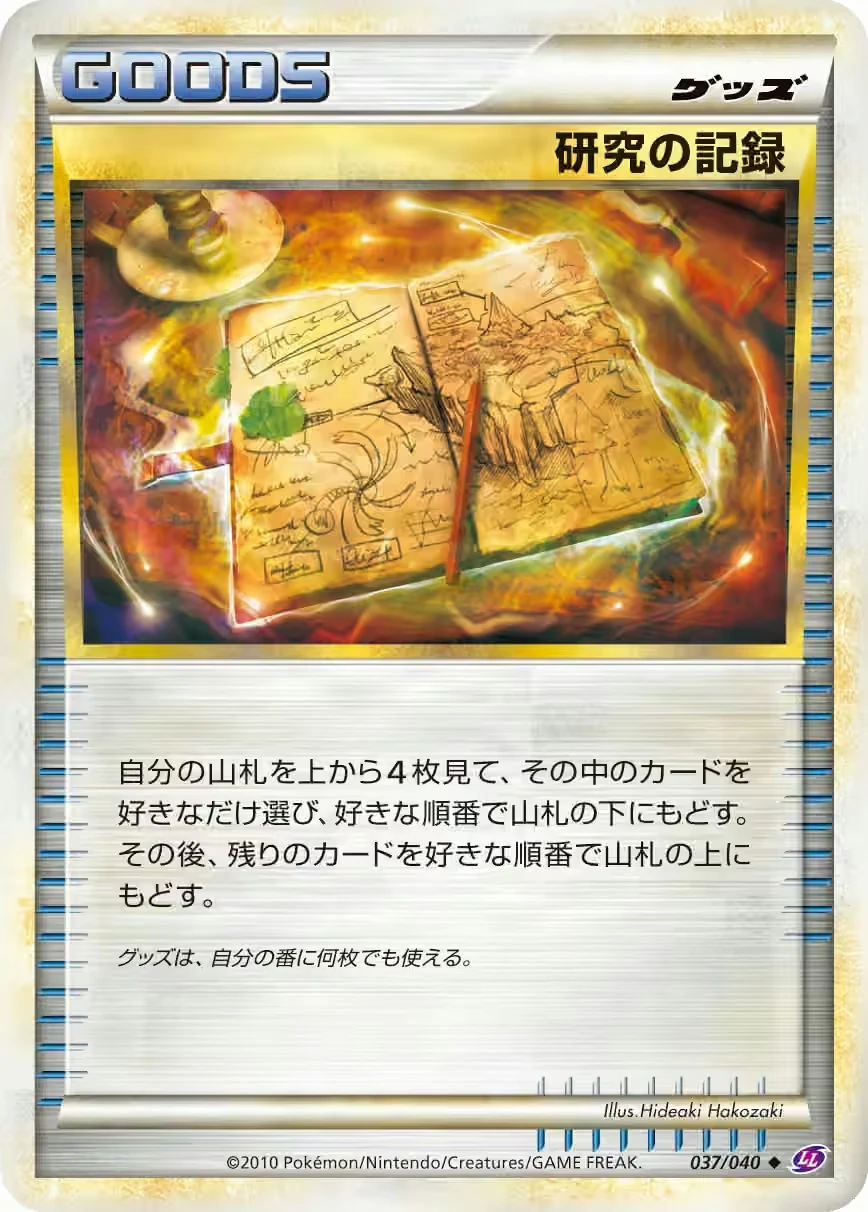 GOODS
グッズ
研究の記録
自分の山札を上から4枚見て、その中のカードを
好きなだけ選び、好きな順番で山札の下にもどす。
その後、残りのカードを好きな順番で山札の上に
もどす。
グッズは、自分の番に何枚でも使える。
Illus.Hideaki Hakozaki
©2010 Pokémon/Nintendo/Creatures/GAME FREAK.
037/040 ◆ LL